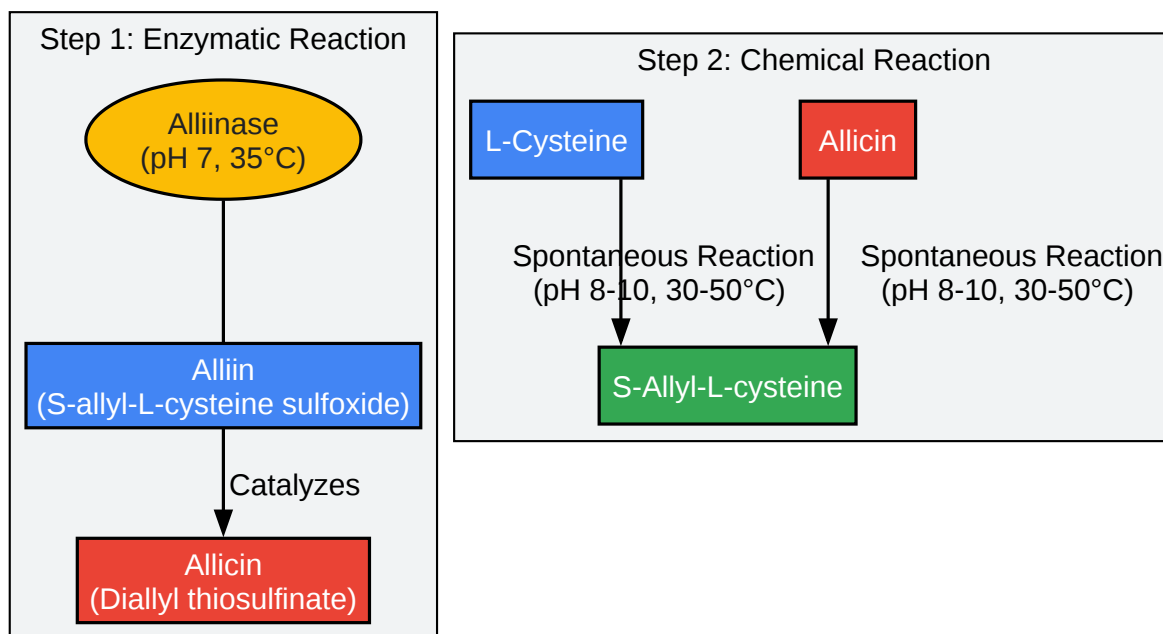 Step 1: Enzymatic Reaction
Alliinase
(pH 7, 35°C)
Alliin
(S-allyl-L-cysteine sulfoxide)
Catalyzes
Allicin
(Diallyl thiosulfinate)
Step 2: Chemical Reaction
L-Cysteine
Allicin
Spontaneous Reaction
(pH 8-10, 30-50°C)
Spontaneous Reaction
(pH 8-10, 30-50°C)
S-Allyl-L-cysteine